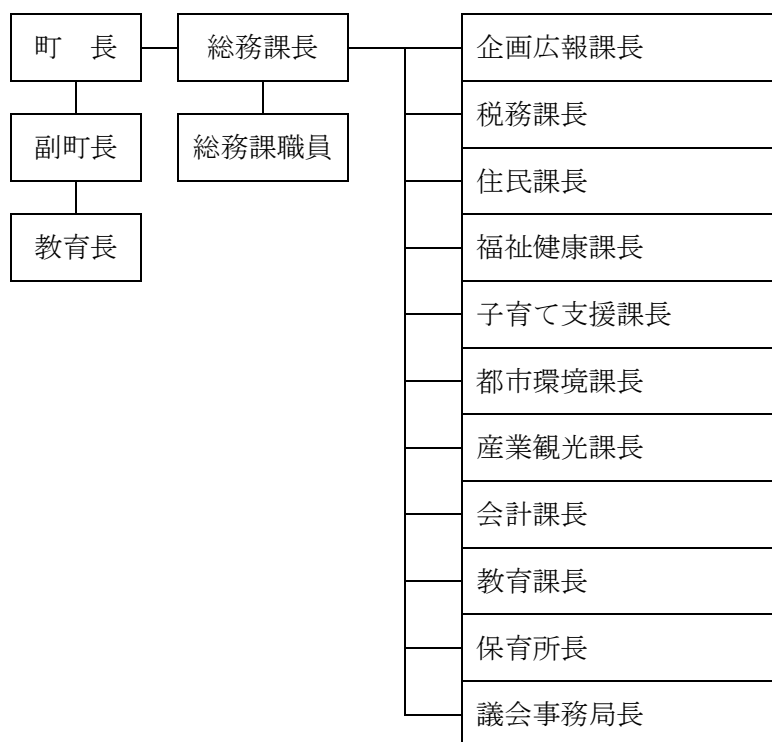 町　長
総務課長
企画広報課長
税務課長
副町長
総務課職員
住民課長
教育長
福祉健康課長
子育て支援課長
都市環境課長
産業観光課長
会計課長
教育課長
保育所長
議会事務局長